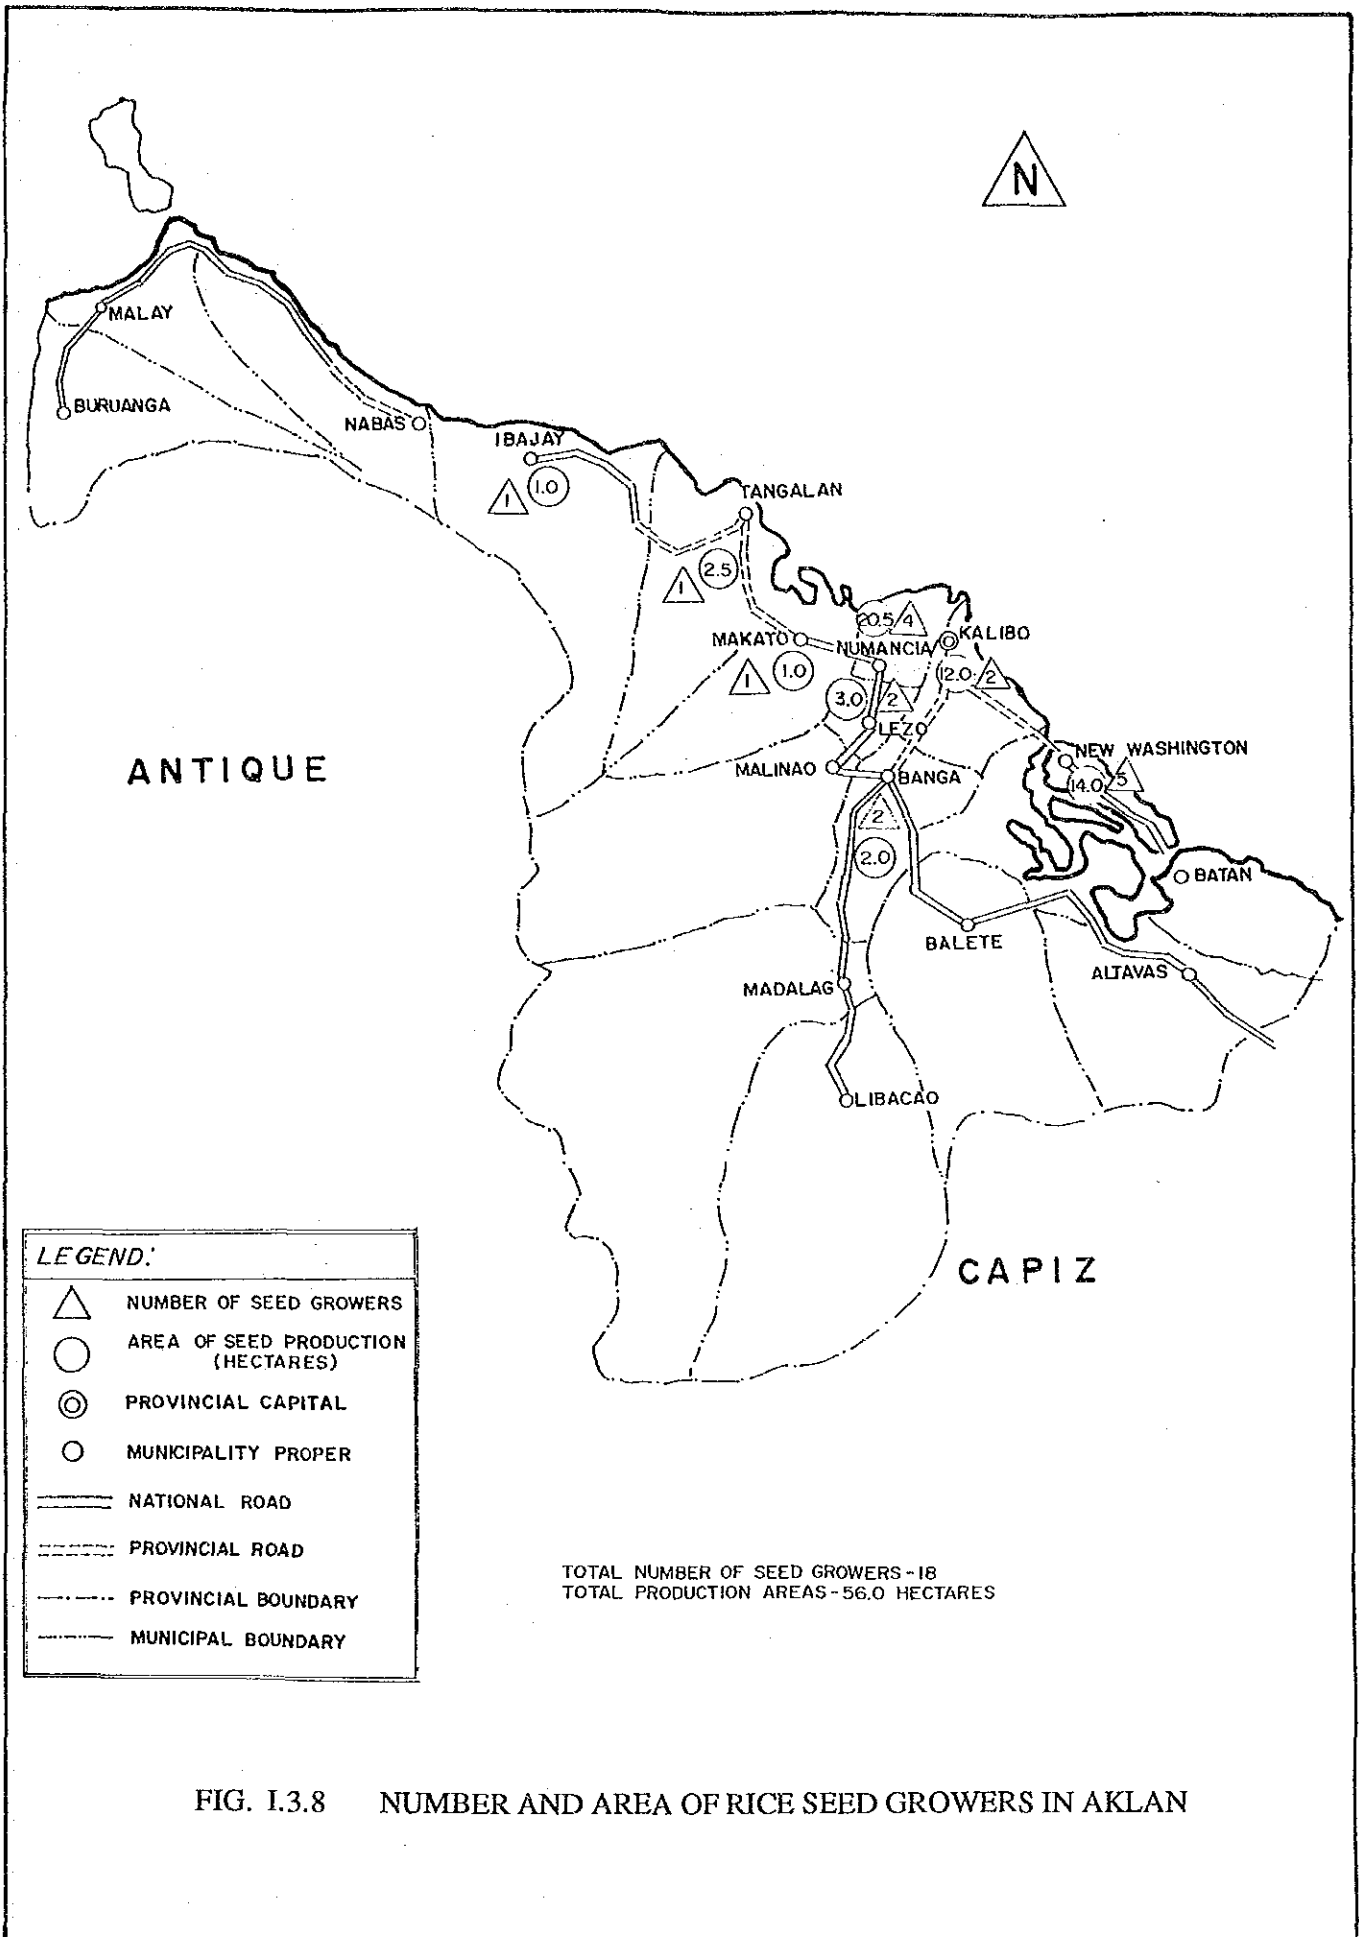 N
MALAY
BURUANGA
NABAS
IBAJAY
1
1.0
TANGALAN
1
2.5
20.5
4
KALIBO
MAKATO
NUMANCIA
1
1.0
12.0
2
3.0
2
LEZO
NEW WASHINGTON
ANTIQUE
MALINAO
BANGA
14.0
5
2
2.0
BATAN
BALETE
ALTAVAS
MADALAG
LIBACAO
CAPIZ
LEGEND:
NUMBER OF SEED GROWERS
AREA OF SEED PRODUCTION
(HECTARES)
PROVINCIAL CAPITAL
MUNICIPALITY PROPER
NATIONAL ROAD
PROVINCIAL ROAD
PROVINCIAL BOUNDARY
MUNICIPAL BOUNDARY
TOTAL NUMBER OF SEED GROWERS-18
TOTAL PRODUCTION AREAS-56.0 HECTARES
FIG. I.3.8 NUMBER AND AREA OF RICE SEED GROWERS IN AKLAN